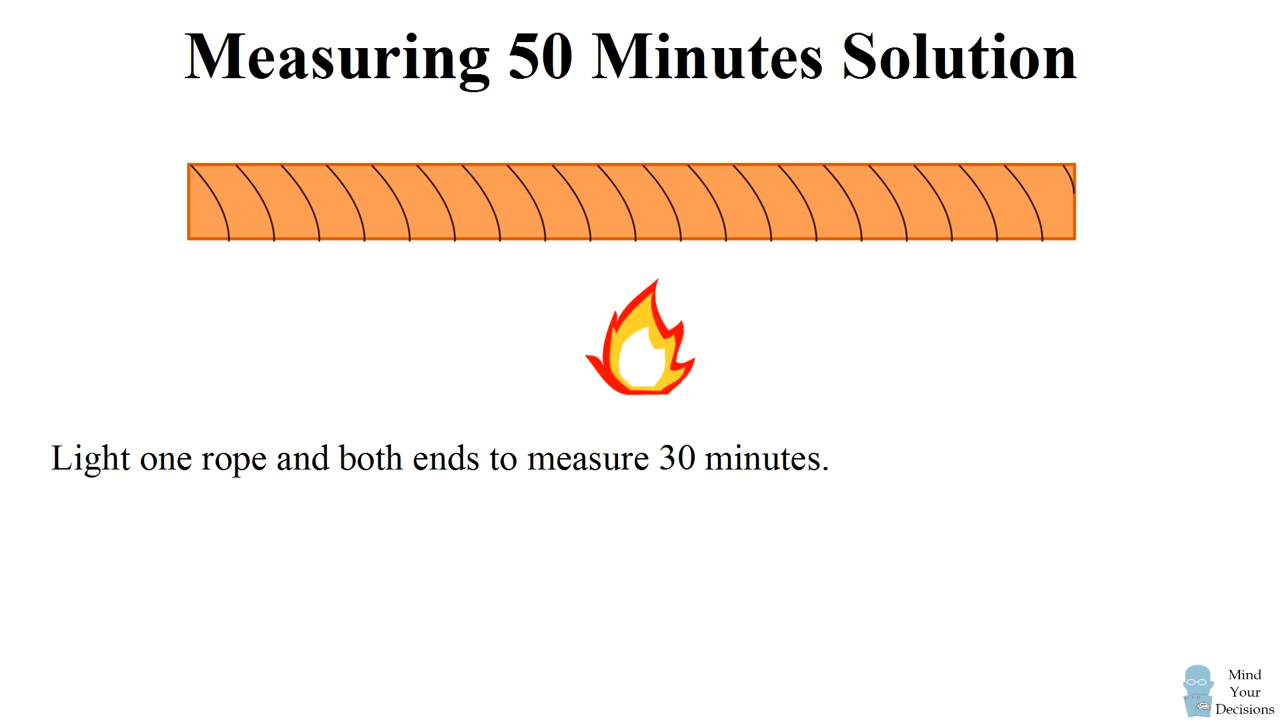 Measuring 50 Minutes Solution
Light one rope and both ends to measure 30 minutes.
Mind
Your
Decisions